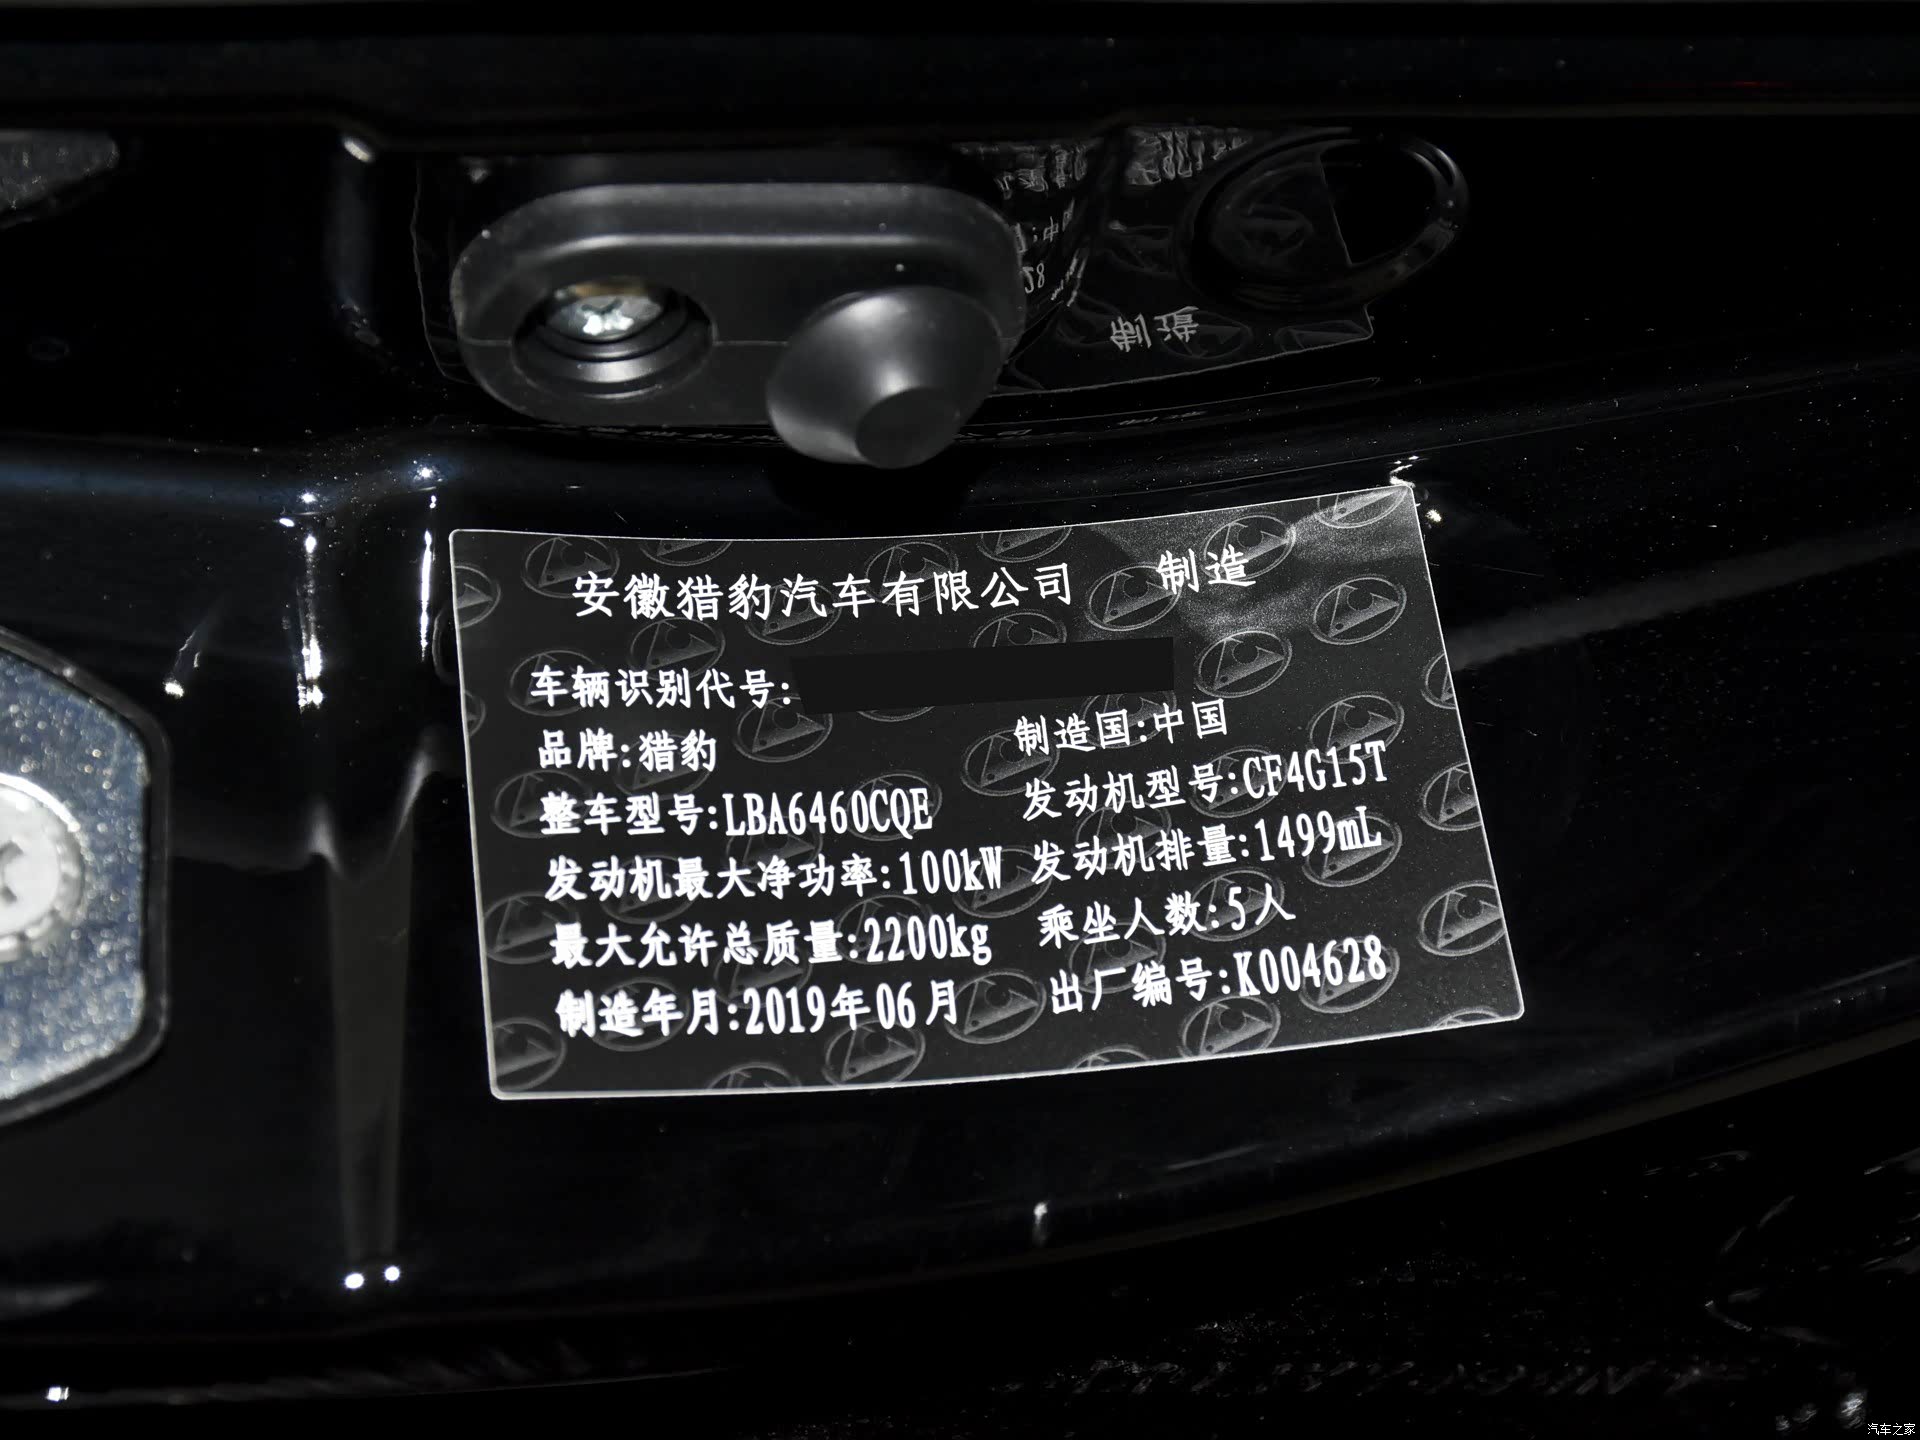 安徽猎豹汽车有限公司 制造
车辆识别代号:
品牌:猎豹 制造国:中国
整车型号:LBA6460CQE 发动机型号:CF4G15T
发动机最大净功率:100kW 发动机排量:1499mL
最大允许总质量:2200kg 乘坐人数:5人
制造年月:2019年06月 出厂编号:K004628
汽车之家